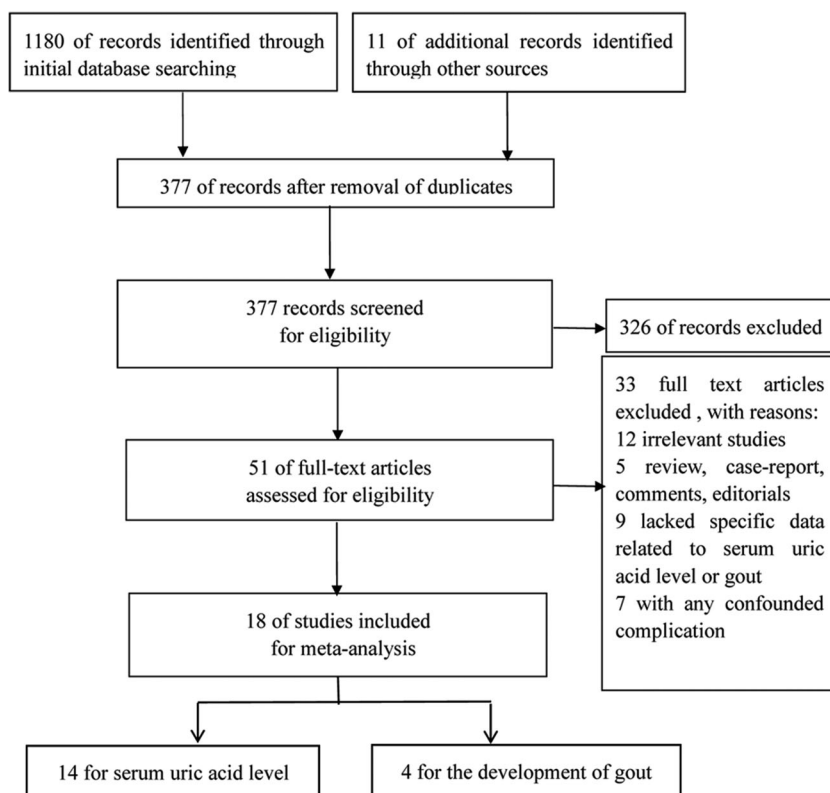 1180 of records identified through
initial database searching
11 of additional records identified
through other sources
377 of records after removal of duplicates
377 records screened
for eligibility
326 of records excluded
33 full text articles
excluded , with reasons:
12 irrelevant studies
5 review, case-report,
comments, editorials
9 lacked specific data
related to serum uric
acid level or gout
7 with any confounded
complication
51 of full-text articles
assessed for eligibility
18 of studies included
for meta-analysis
14 for serum uric acid level
4 for the development of gout